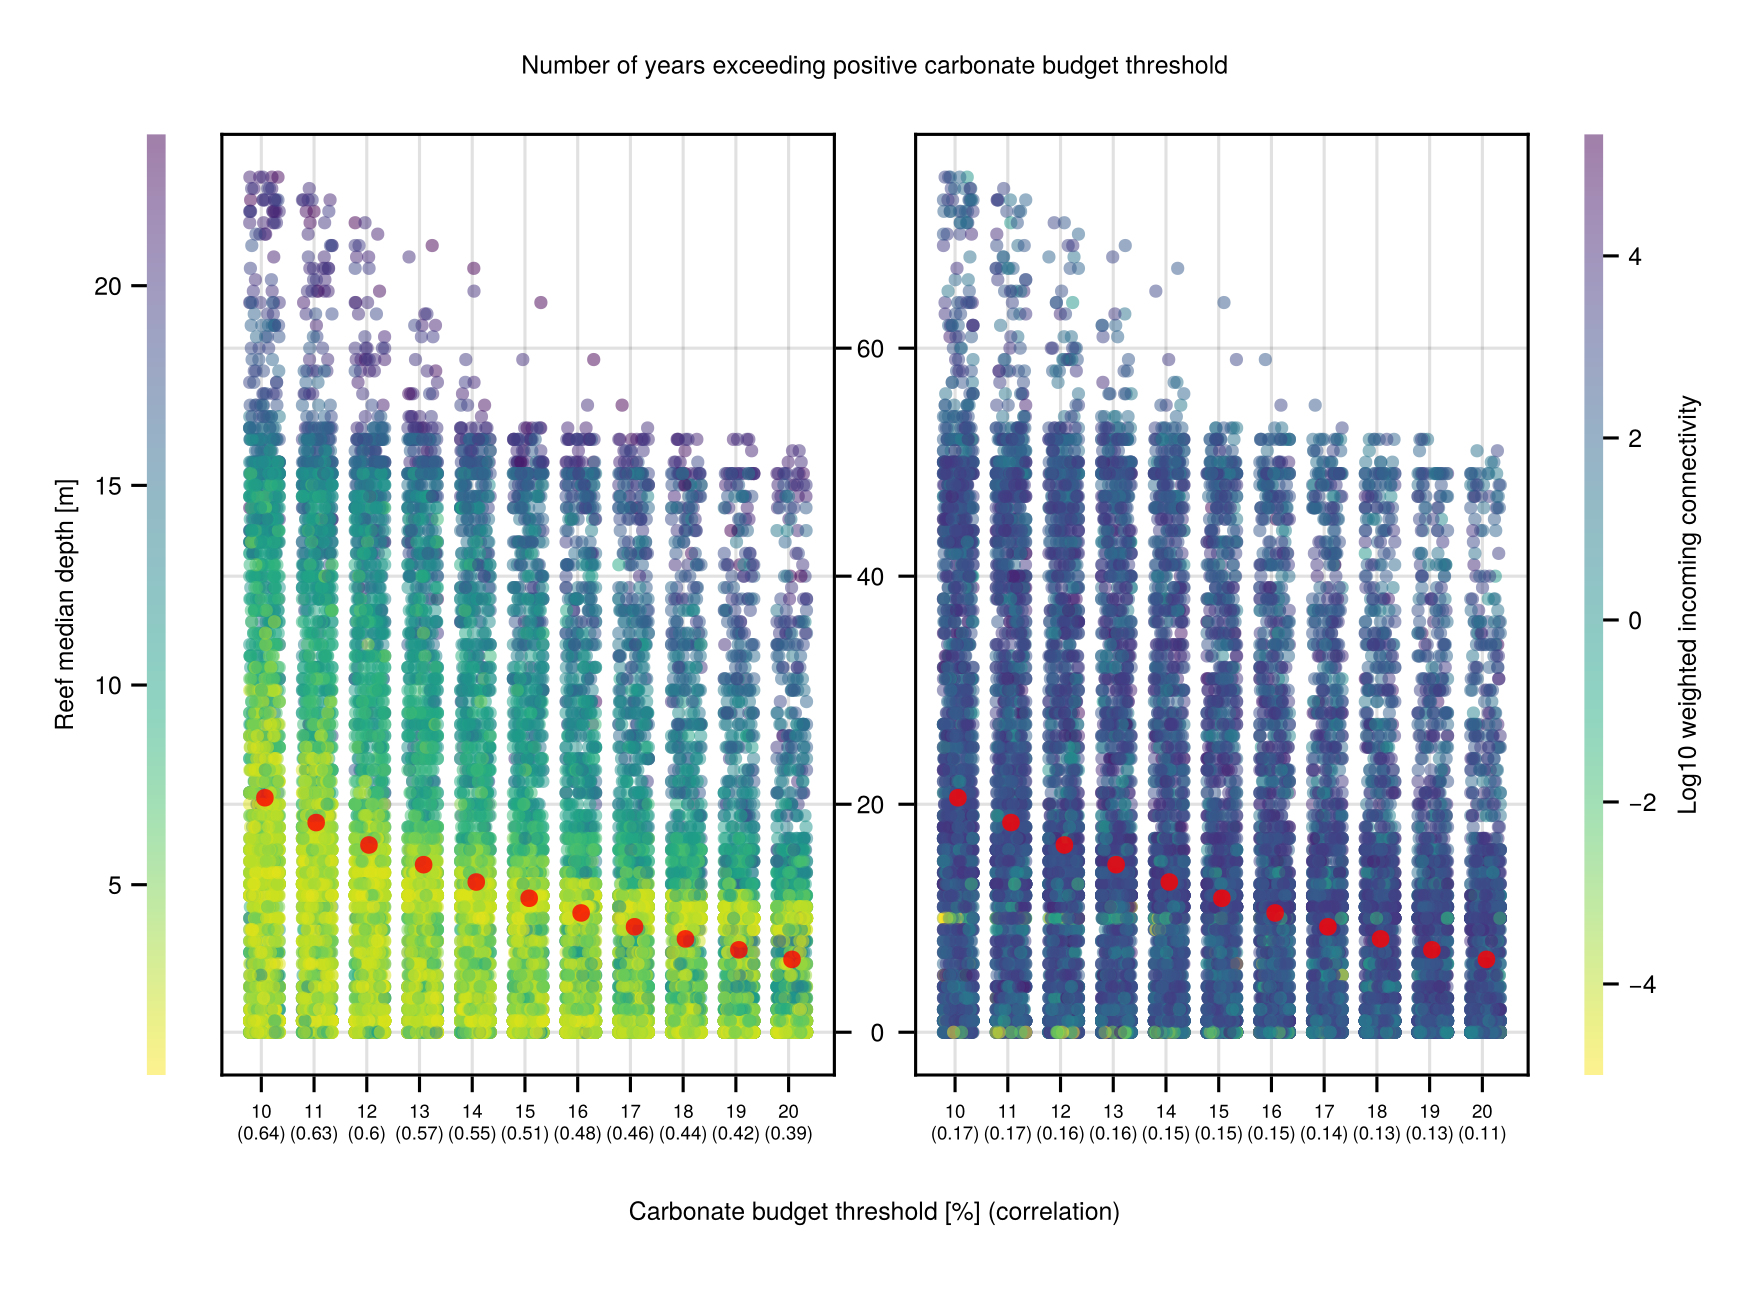 Number of years exceeding positive carbonate budget threshold
Reef median depth [m]
20
15
10
5
60
40
20
0
Log10 weighted incoming connectivity
4
2
0
−2
−4
10 11 12 13 14 15 16 17 18 19 20
(0.64) (0.63) (0.6) (0.57) (0.55) (0.51) (0.48) (0.46) (0.44) (0.42) (0.39)
10 11 12 13 14 15 16 17 18 19 20
(0.17) (0.17) (0.16) (0.16) (0.15) (0.15) (0.15) (0.14) (0.13) (0.13) (0.11)
Carbonate budget threshold [%] (correlation)